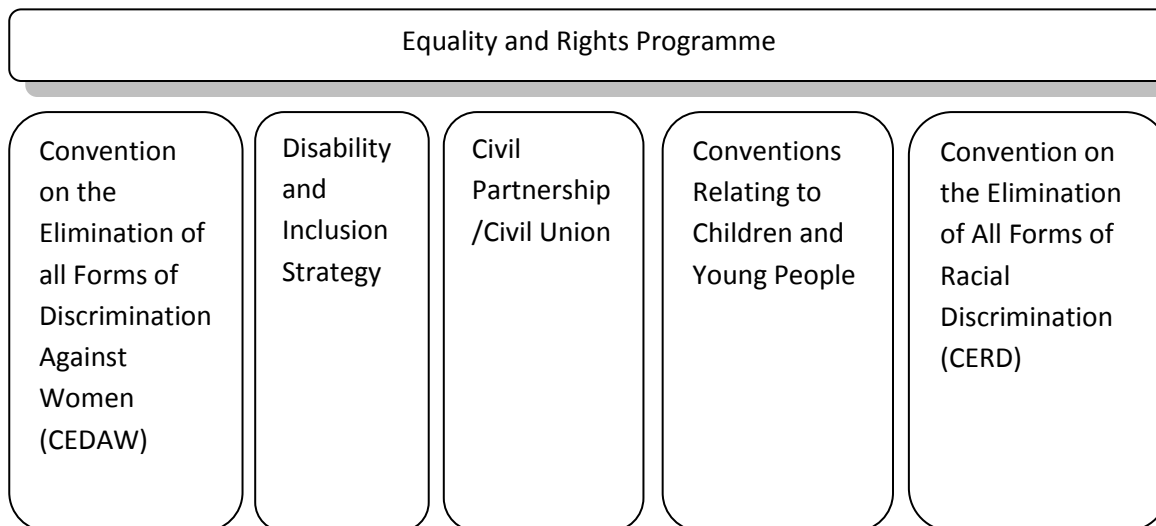 Equality and Rights Programme
Convention
on the
Elimination of
all Forms of
Discrimination
Against
Women
(CEDAW)
Disability
and
Inclusion
Strategy
Civil
Partnership
/Civil Union
Conventions
Relating to
Children and
Young People
Convention on
the Elimination
of All Forms of
Racial
Discrimination
(CERD)